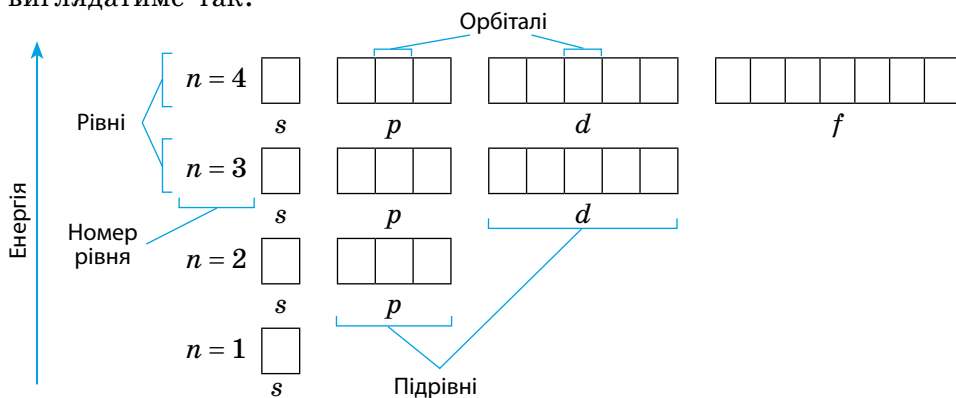 виглядатиме так:
Орбіталі
n = 4
s
p
d
f
Рівні
n = 3
s
p
d
Енергія
Номер
рівня
n = 2
s
p
n = 1
s
Підрівні